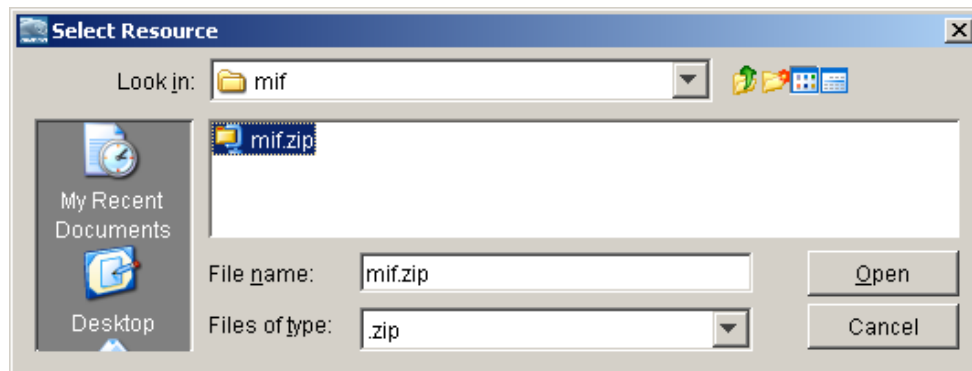 Select Resource
Look in: mif
mif.zip
My Recent
Documents
File name: mif.zip Open
Desktop Files of type: .zip Cancel